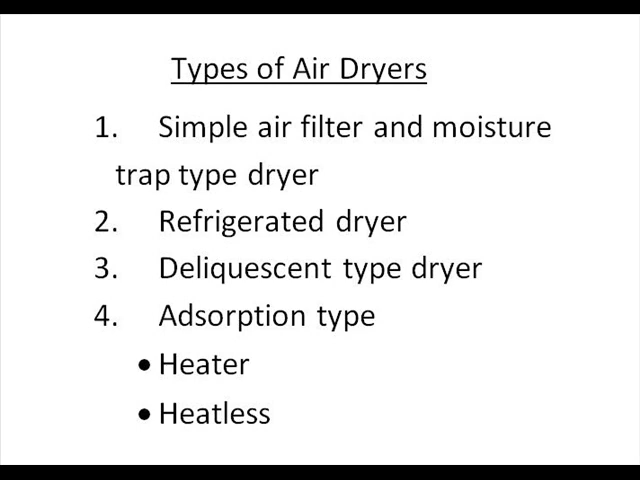 Types of Air Dryers
1. Simple air filter and moisture
trap type dryer
2. Refrigerated dryer
3. Deliquescent type dryer
4. Adsorption type
• Heater
• Heatless